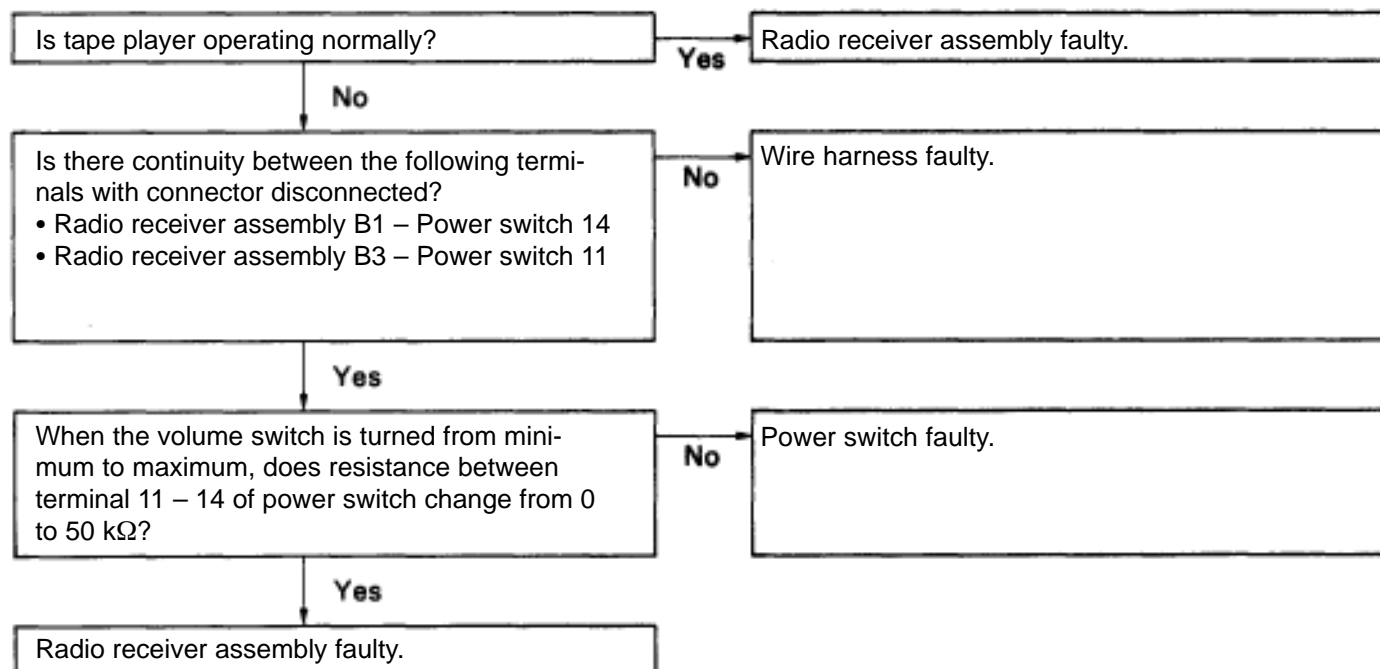 Is tape player operating normally?
Yes
Radio receiver assembly faulty.
No
Is there continuity between the following termi-
nals with connector disconnected?
• Radio receiver assembly B1 – Power switch 14
• Radio receiver assembly B3 – Power switch 11
No
Wire harness faulty.
Yes
When the volume switch is turned from mini-
mum to maximum, does resistance between
terminal 11 – 14 of power switch change from 0
to 50 kΩ?
No
Power switch faulty.
Yes
Radio receiver assembly faulty.